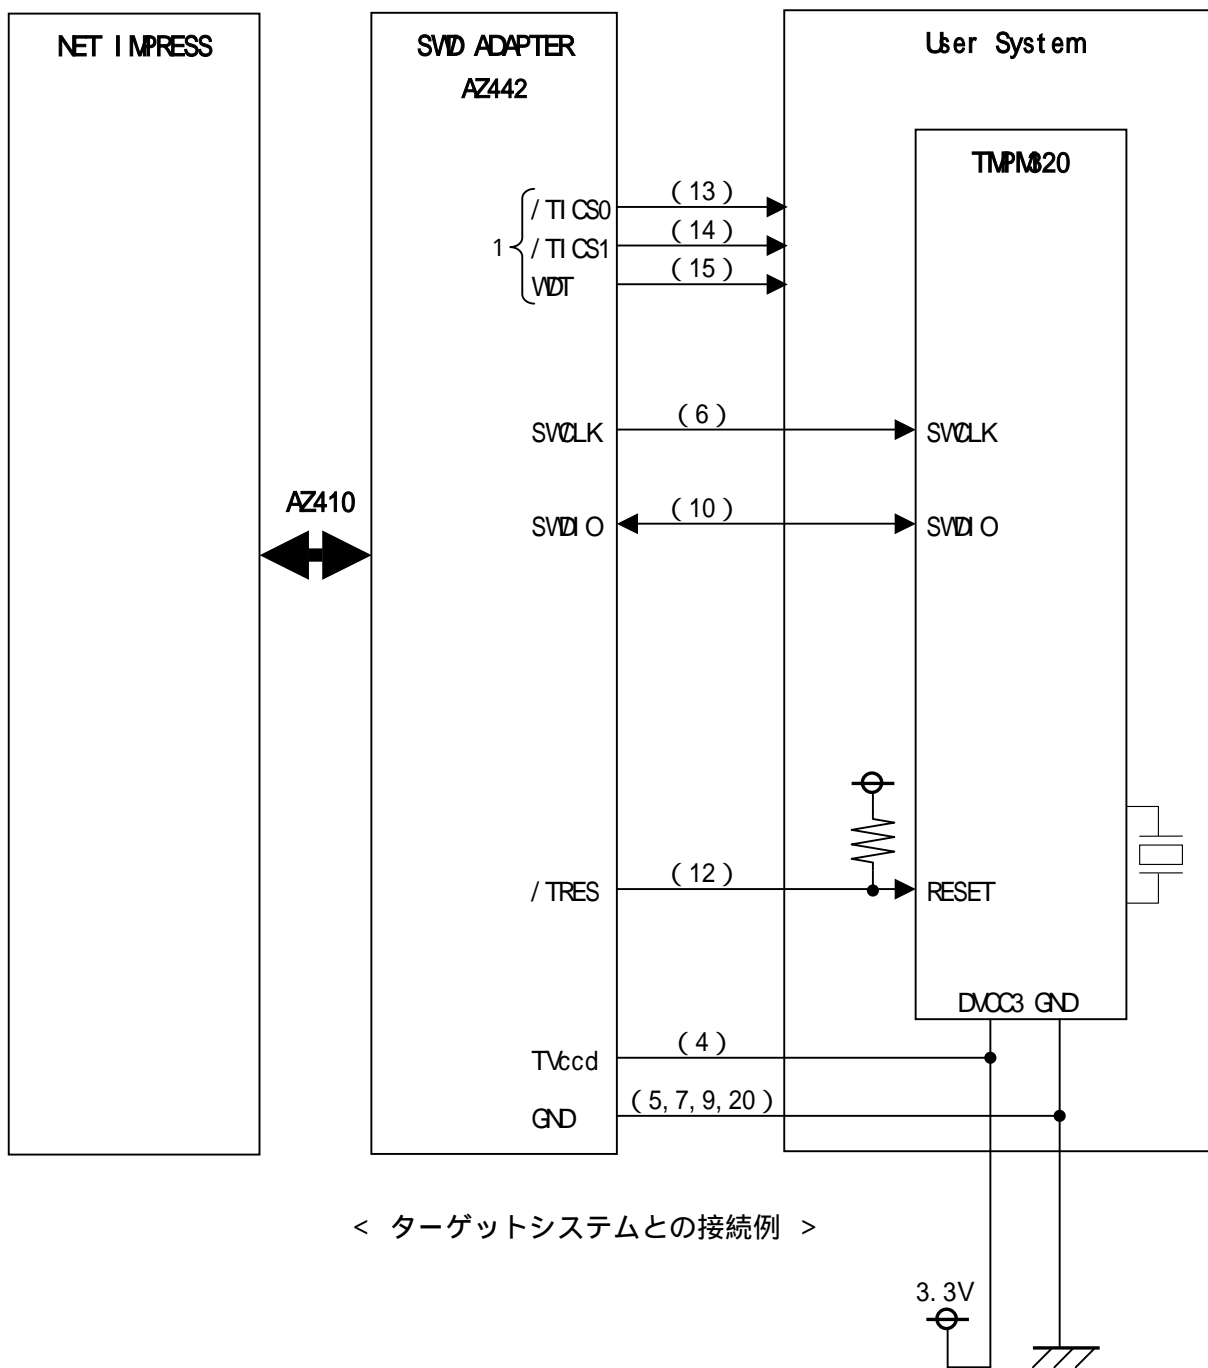 NET IMPRESS
SWD ADAPTER
AZ442
User System
TMPM320
1
/TICS0
(13)
/TICS1
(14)
WDT
(15)
SWCLK
(6)
SWCLK
AZ410
SWDIO
(10)
SWDIO
/TRES
(12)
RESET
DVCC3 GND
TVccd
(4)
GND
(5,7,9,20)
< ターゲットシステムとの接続例 >
3.3V